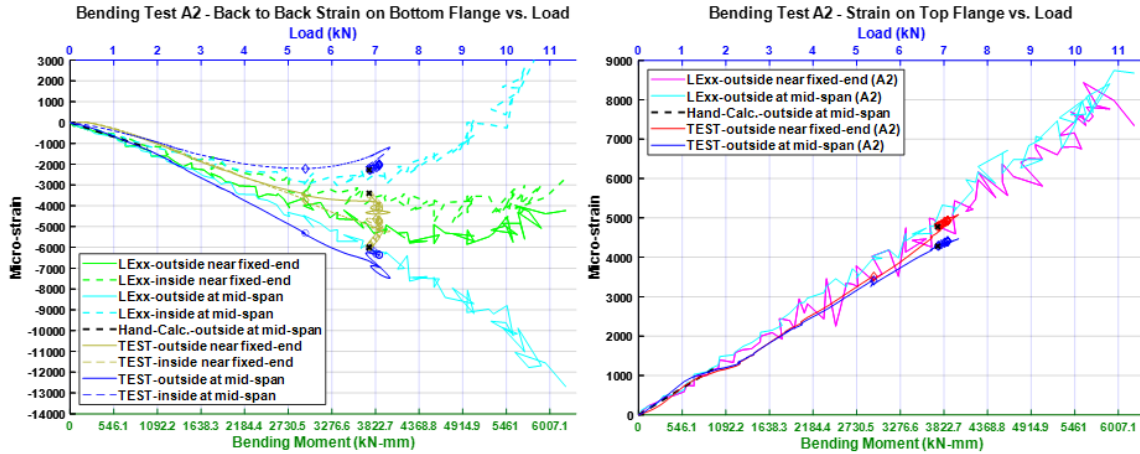 Bending Test A2 - Back to Back Strain on Bottom Flange vs. Load
Load (kN)
0 1 2 3 4 5 6 7 8 9 10 11
Micro-strain
3000
2000
1000
0
-1000
-2000
-3000
-4000
-5000
-6000
-7000
-8000
-9000
-10000
-11000
-12000
-13000
-14000
LExx-outside near fixed-end
LExx-inside near fixed-end
LExx-outside at mid-span
LExx-inside at mid-span
Hand-Calc.-outside at mid-span
TEST-outside near fixed-end
TEST-inside near fixed-end
TEST-outside at mid-span
TEST-inside at mid-span
0 546.1 1092.2 1638.3 2184.4 2730.5 3276.6 3822.7 4368.8 4914.9 5461 6007.1
Bending Moment (kN-mm)
Bending Test A2 - Strain on Top Flange vs. Load
Load (kN)
0 1 2 3 4 5 6 7 8 9 10 11
Micro-strain
9000
8000
7000
6000
5000
4000
3000
2000
1000
0
LExx-outside near fixed-end (A2)
LExx-outside at mid-span (A2)
Hand-Calc.-outside at mid-span
TEST-outside near fixed-end (A2)
TEST-outside at mid-span (A2)
0 546.1 1092.2 1638.3 2184.4 2730.5 3276.6 3822.7 4368.8 4914.9 5461 6007.1
Bending Moment (kN-mm)